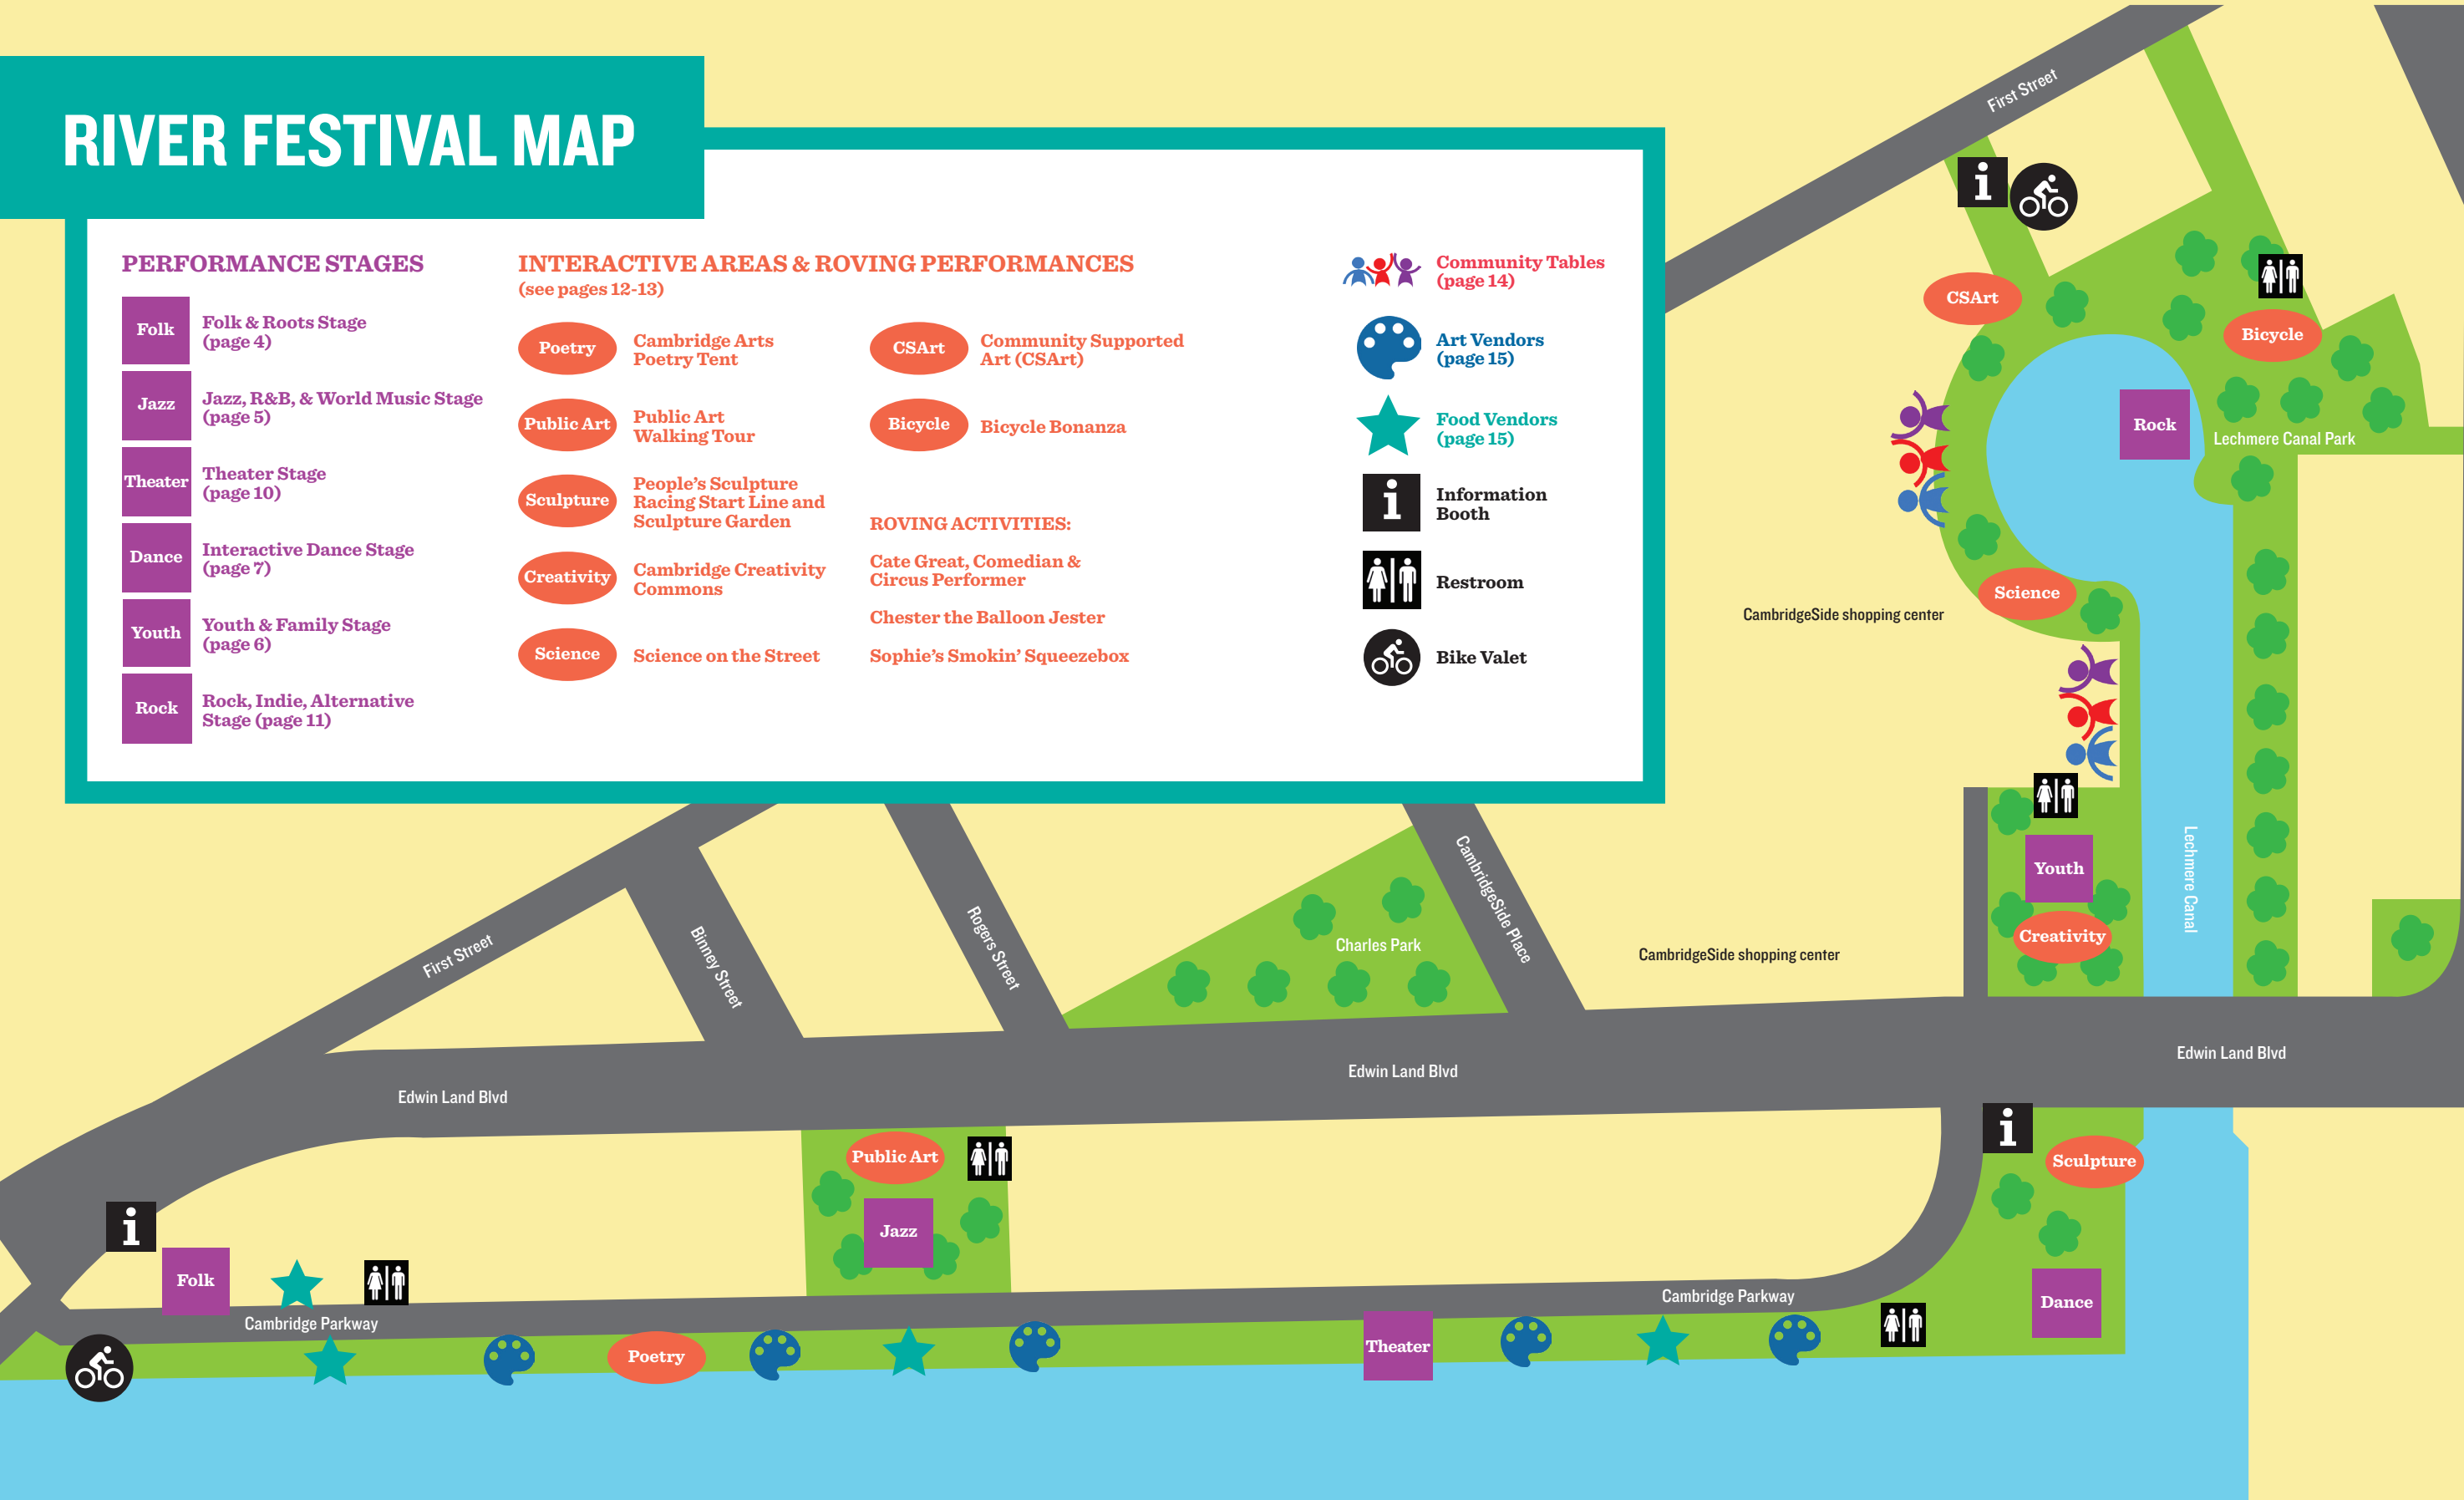 RIVER FESTIVAL MAP
PERFORMANCE STAGES
Folk
Folk & Roots Stage
(page 4)
Jazz
Jazz, R&B, & World Music Stage
(page 5)
Theater
Theater Stage
(page 10)
Dance
Interactive Dance Stage
(page 7)
Youth
Youth & Family Stage
(page 6)
Rock
Rock, Indie, Alternative
Stage (page 11)
INTERACTIVE AREAS & ROVING PERFORMANCES
(see pages 12-13)
Poetry
Cambridge Arts
Poetry Tent
Public Art
Public Art
Walking Tour
Sculpture
People’s Sculpture
Racing Start Line and
Sculpture Garden
Creativity
Cambridge Creativity
Commons
Science
Science on the Street
CSArt
Community Supported
Art (CSArt)
Bicycle
Bicycle Bonanza
ROVING ACTIVITIES:
Cate Great, Comedian &
Circus Performer
Chester the Balloon Jester
Sophie’s Smokin’ Squeezebox
Community Tables
(page 14)
Art Vendors
(page 15)
Food Vendors
(page 15)
i
Information
Booth
Restroom
Bike Valet
First Street
i
CSArt
Bicycle
Rock
Lechmere Canal Park
Science
CambridgeSide shopping center
Youth
Lechmere Canal
Creativity
CambridgeSide Place
Charles Park
CambridgeSide shopping center
Rogers Street
Binney Street
First Street
Edwin Land Blvd
Edwin Land Blvd
Edwin Land Blvd
i
Sculpture
Public Art
Jazz
i
Folk
Dance
Cambridge Parkway
Cambridge Parkway
Theater
Poetry